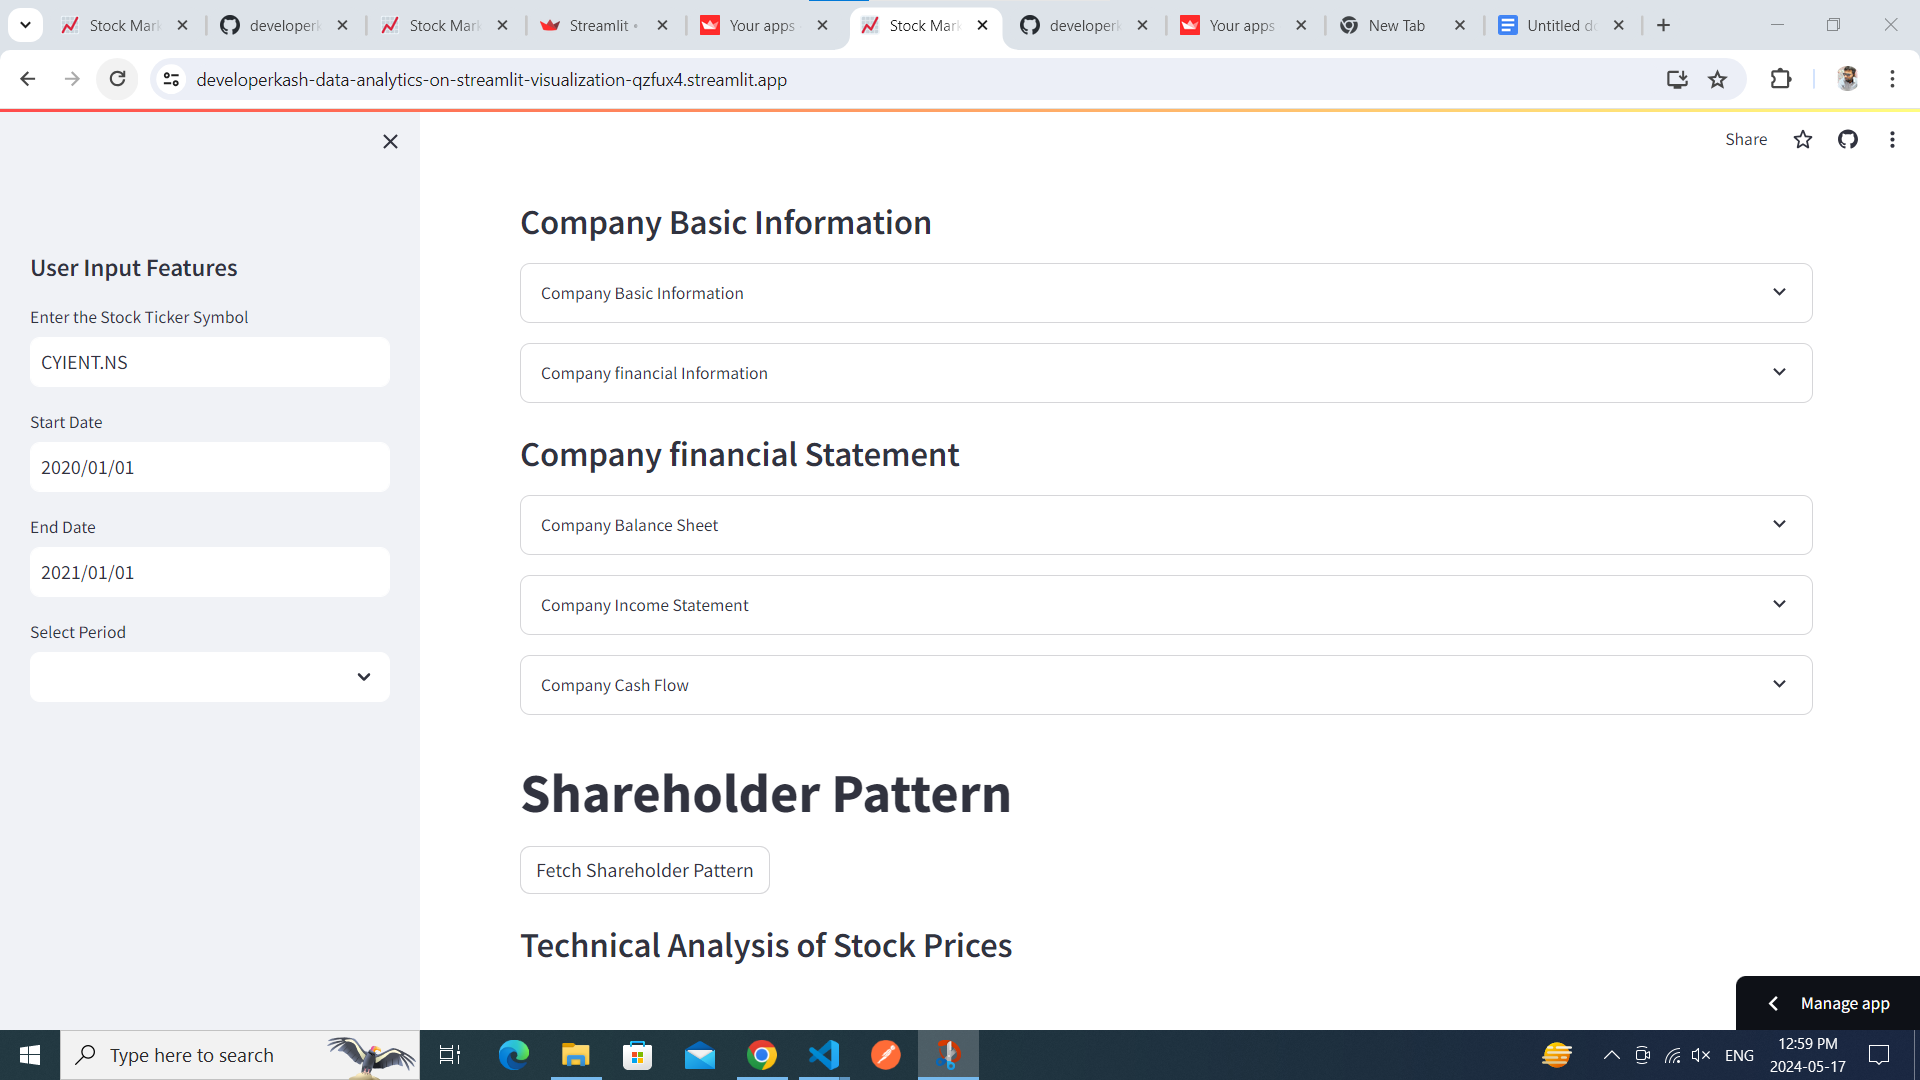 Stock Mark
developerk
Stock Mark
Streamlit •
Your apps
Stock Mark
developerk
Your apps
New Tab
Untitled do
developerkash-data-analytics-on-streamlit-visualization-qzfux4.streamlit.app
Share
User Input Features
Enter the Stock Ticker Symbol
CYIENT.NS
Start Date
2020/01/01
End Date
2021/01/01
Select Period
Company Basic Information
Company Basic Information
Company financial Information
Company financial Statement
Company Balance Sheet
Company Income Statement
Company Cash Flow
Shareholder Pattern
Fetch Shareholder Pattern
Technical Analysis of Stock Prices
Manage app
Type here to search
ENG
12:59 PM
2024-05-17